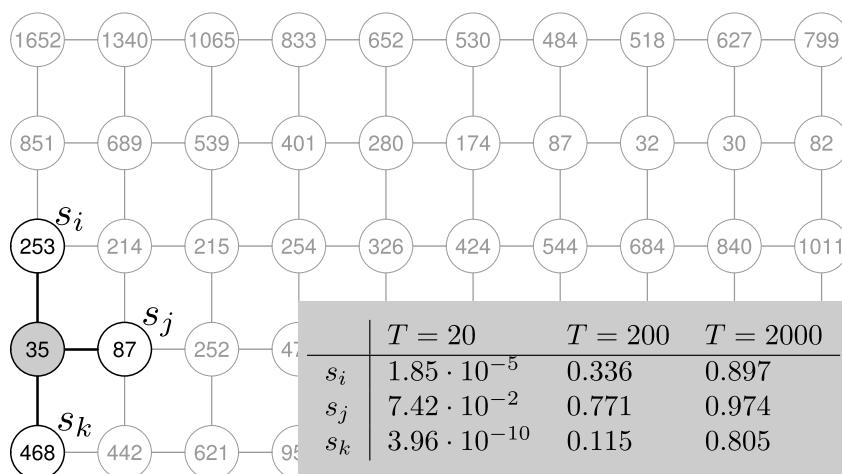 1652 1340 1065 833 652 530 484 518 627 799
851 689 539 401 280 174 87 32 30 82
s_i
253 214 215 254 326 424 544 684 840 1011
s_j
35 87 252
s_k
468 442 621
T = 20 T = 200 T = 2000
s_i 1.85 · 10^{-5} 0.336 0.897
s_j 7.42 · 10^{-2} 0.771 0.974
s_k 3.96 · 10^{-10} 0.115 0.805